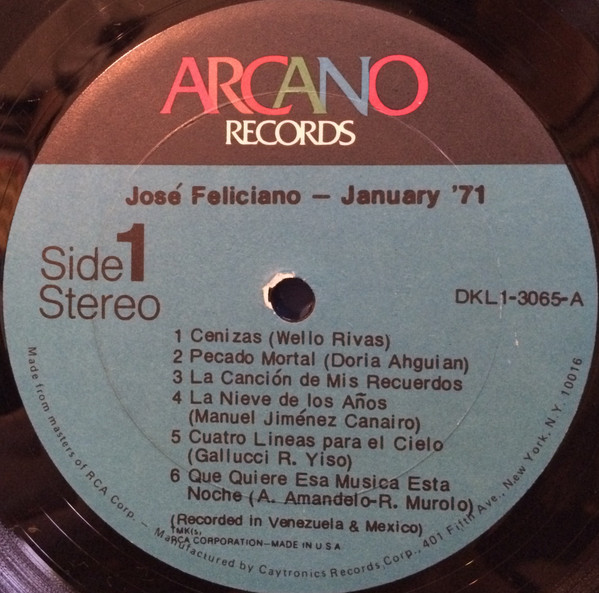 ARCANO
RECORDS
José Feliciano – January '71
Side 1
Stereo
DKL1-3065-A
1 Cenizas (Wello Rivas)
2 Pecado Mortal (Doria Ahguian)
3 La Canción de Mis Recuerdos
4 La Nieve de los Años
(Manuel Jiménez Canairo)
5 Cuatro Lineas para el Cielo
(Gallucci R. Yiso)
6 Que Quiere Esa Musica Esta
Noche (A. Amandelo-R. Murolo)
(Recorded in Venezuela & Mexico)
TMK(s)
RCA CORPORATION–MADE IN U S A
Made from masters of RCA Corp. – Manufactured by Caytronics Records Corp., 401 Fifth Ave., New York, N.Y. 10016